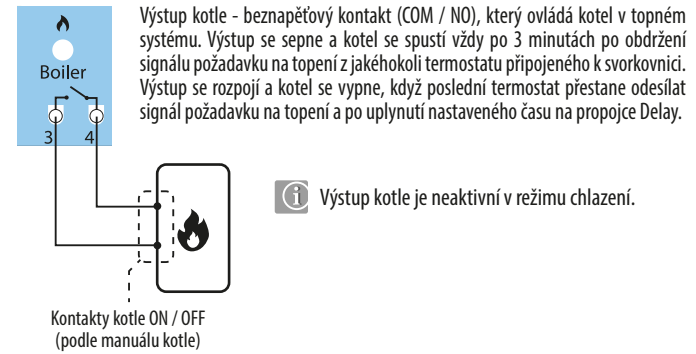 Výstup kotle - beznapěťový kontakt (COM / NO), který ovládá kotel v topném
systému. Výstup se sepne a kotel se spustí vždy po 3 minutách po obdržení
signálu požadavku na topení z jakéhokoli termostatu připojeného k svorkovnici.
Výstup se rozpojí a kotel se vypne, když poslední termostat přestane odesílat
signál požadavku na topení a po uplynutí nastaveného času na propojce Delay.
Boiler
3 4
i Výstup kotle je neaktivní v režimu chlazení.
Kontakty kotle ON / OFF
(podle manuálu kotle)